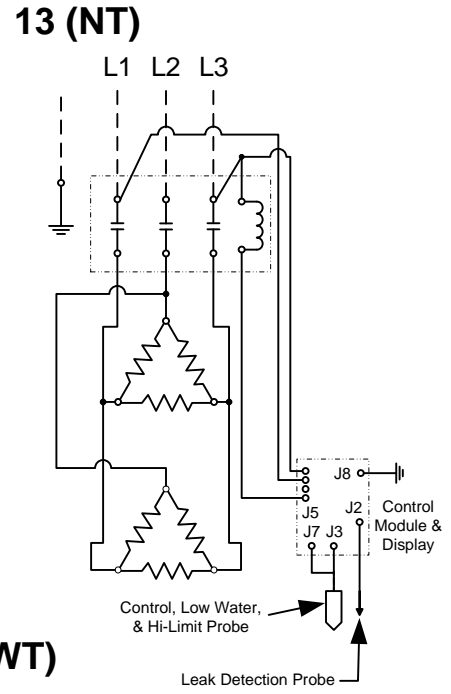 13 (NT)
L1 L2 L3
J8
J5
J2
Control
Module &
Display
J7 J3
Control, Low Water,
& Hi-Limit Probe
WT)
Leak Detection Probe